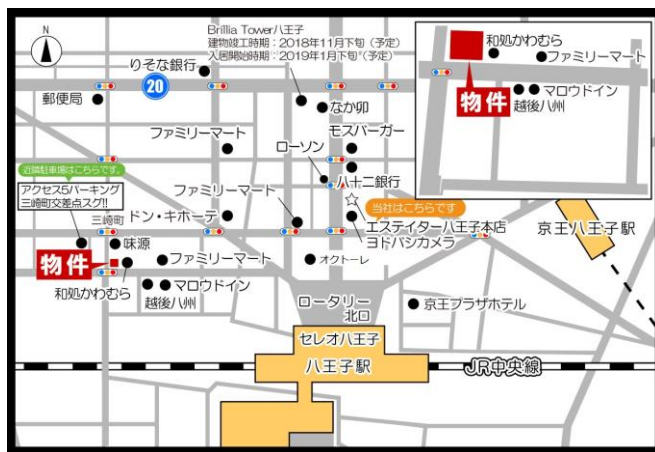 N
Brillia Tower八王子
建物竣工時期：2018年11月下旬（予定）
入居開始時期：2019年1月下旬（予定）
りそな銀行
20
郵便局
なか卯
ファミリーマート
モスバーガー
ローソン
八十二銀行
近隣駐車場はこちらです。
アクセス5パーキング
三崎町交差点スグ!!
ファミリーマート
当社はこちらです
三崎町
ドン・キホーテ
エステイター八王子本店
ヨドバシカメラ
京王八王子駅
味源
物件
ファミリーマート
オクトーレ
和処かわむら
マロウドイン
越後八州
ロータリー
北口
京王プラザホテル
セレオ八王子
八王子駅
JR中央線
和処かわむら
ファミリーマート
物件
マロウドイン
越後八州